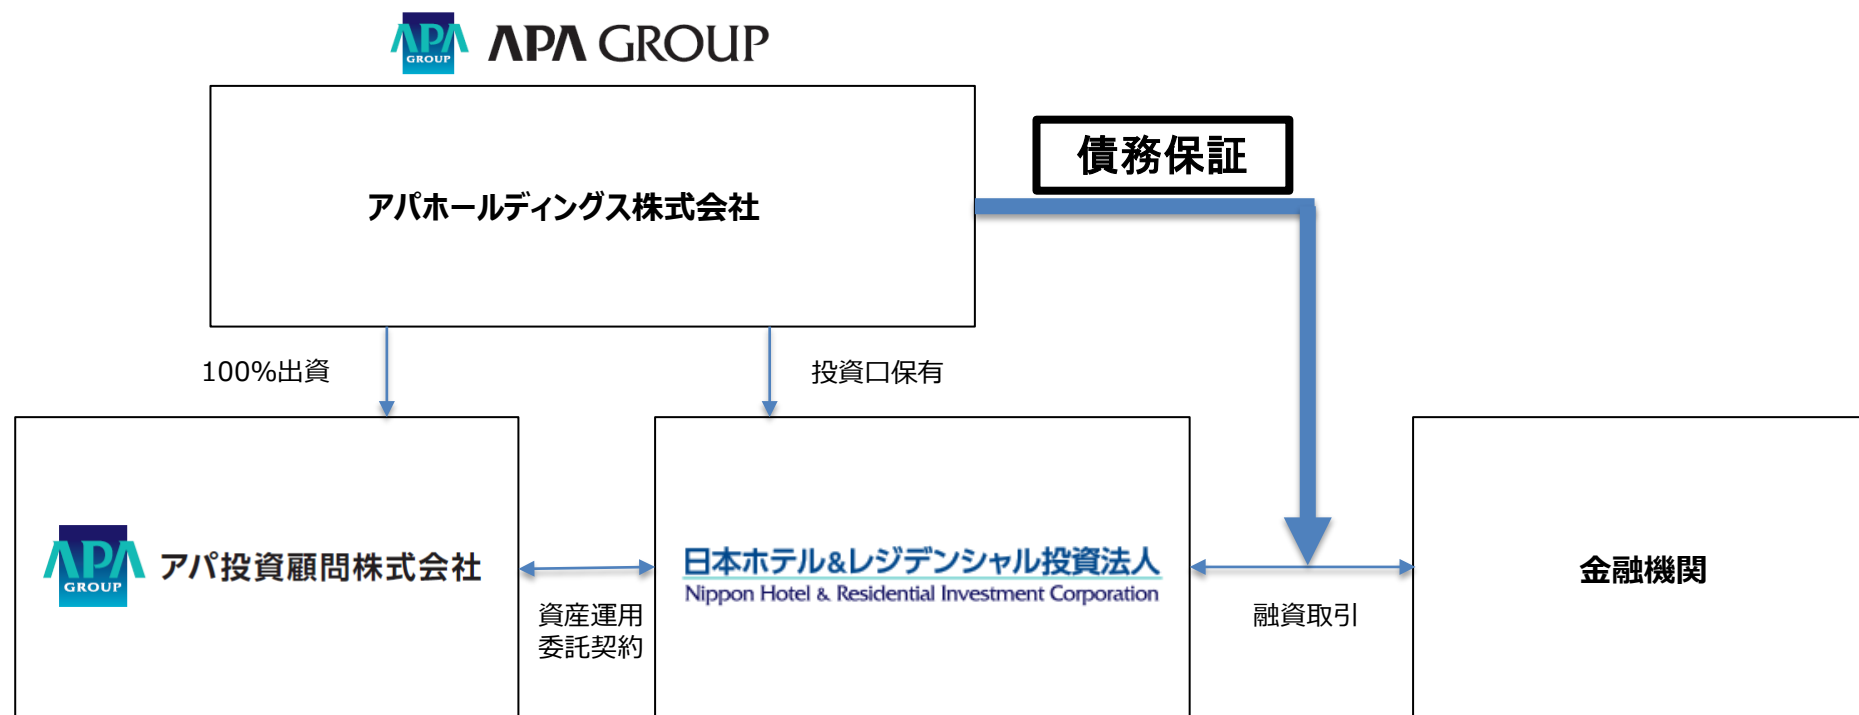 APA GROUP APA GROUP
債務保証
アパホールディングス株式会社
100%出資
投資口保有
APA GROUP アパ投資顧問株式会社
資産運用
委託契約
日本ホテル&レジデンシャル投資法人
Nippon Hotel & Residential Investment Corporation
融資取引
金融機関